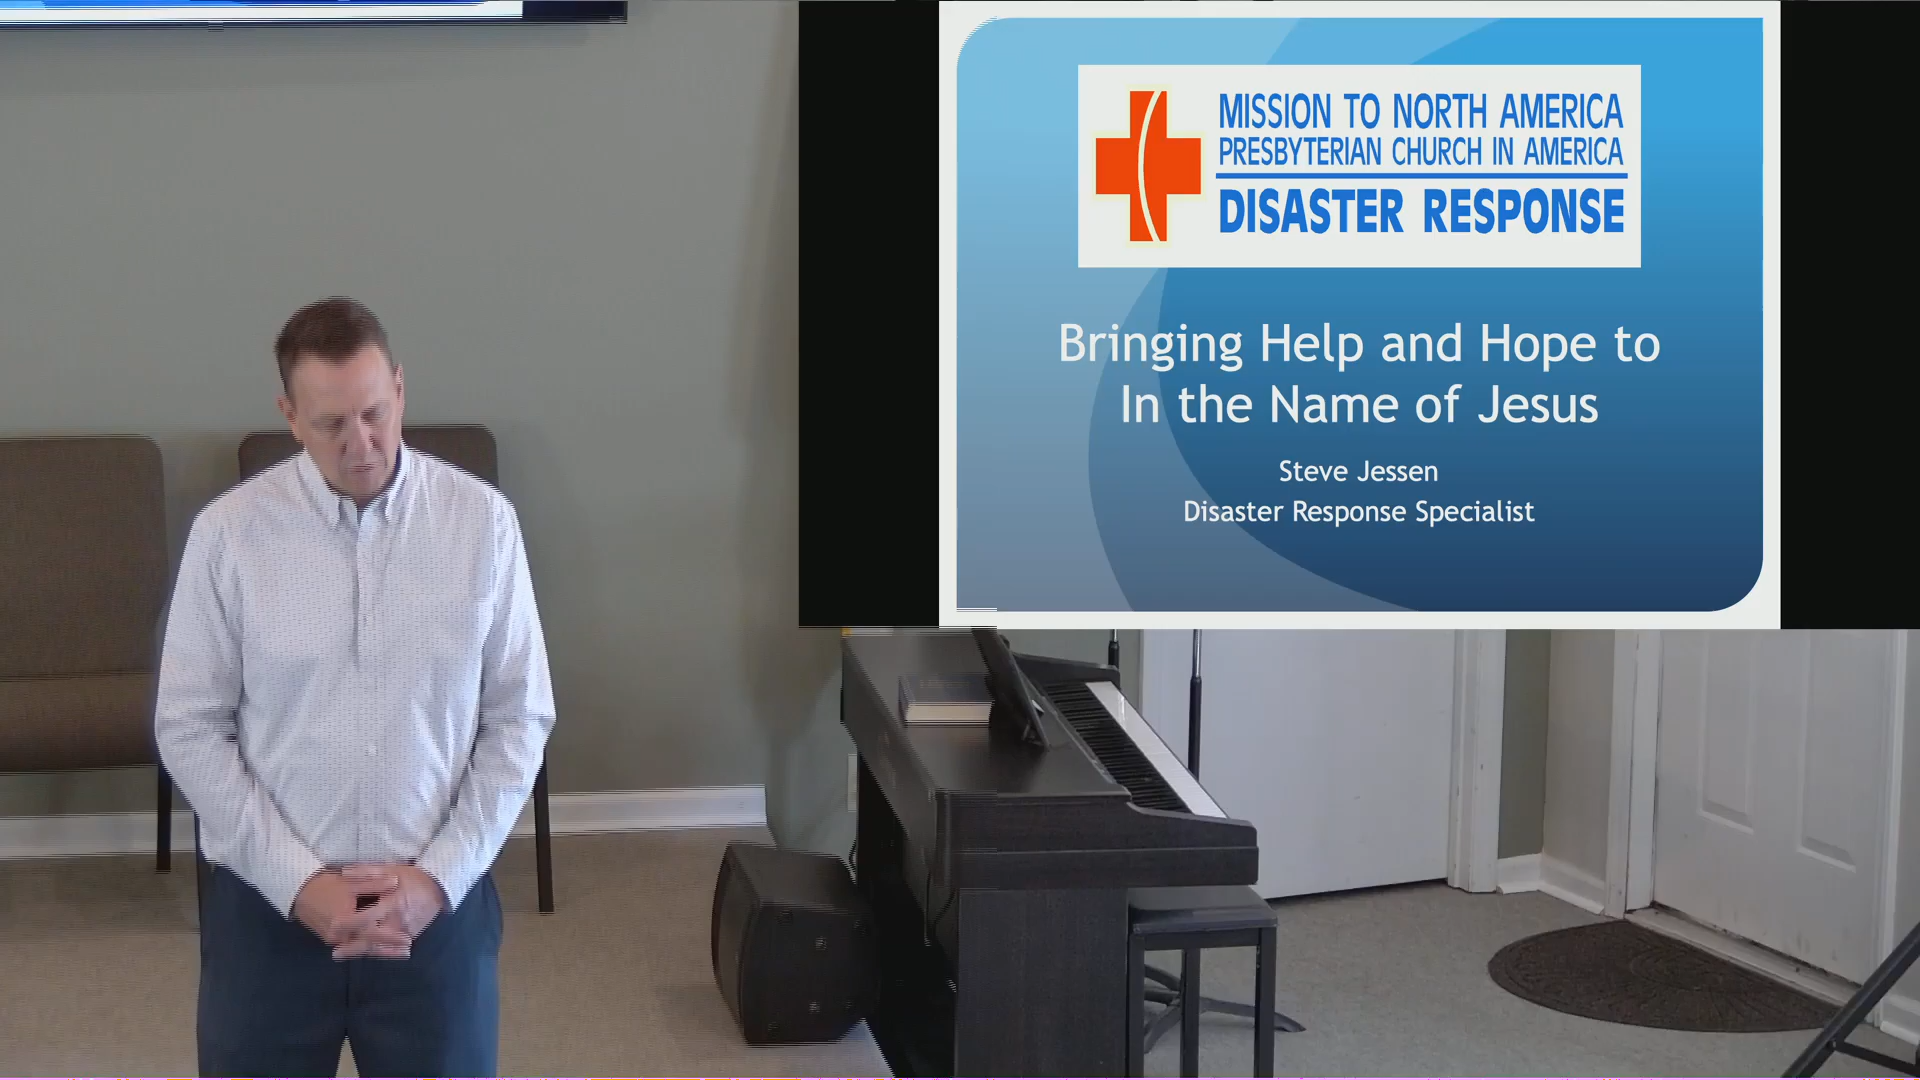 MISSION TO NORTH AMERICA
PRESBYTERIAN CHURCH IN AMERICA
DISASTER RESPONSE
Bringing Help and Hope to
In the Name of Jesus
Steve Jessen
Disaster Response Specialist